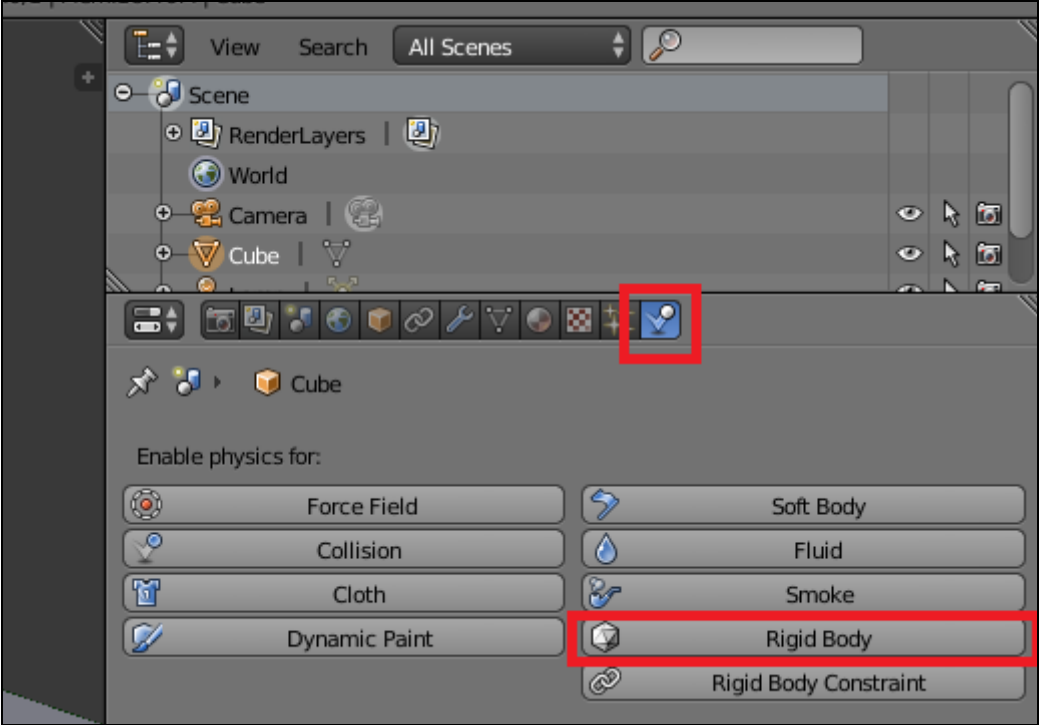 View Search All Scenes
Scene
RenderLayers |
World
Camera |
Cube |
Cube
Enable physics for:
Force Field Soft Body
Collision Fluid
Cloth Smoke
Dynamic Paint Rigid Body
Rigid Body Constraint